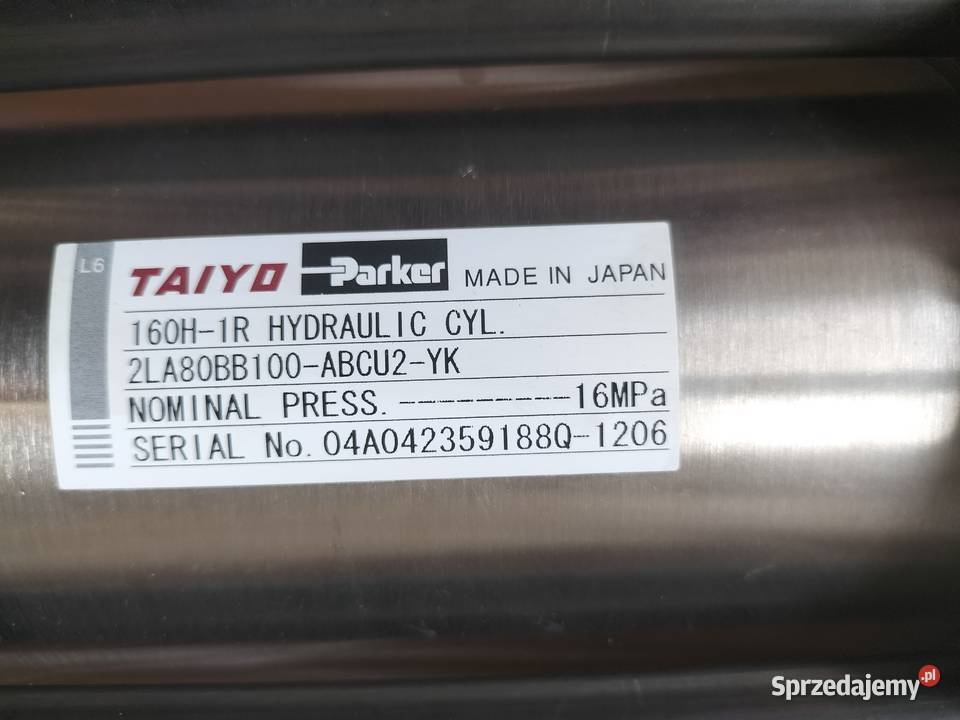 L6
TAIYO Parker MADE IN JAPAN
160H-1R HYDRAULIC CYL.
2LA80BB100-ABCU2-YK
NOMINAL PRESS. ---------- 16MPa
SERIAL No. 04A042359188Q-1206
Sprzedajemy.pl